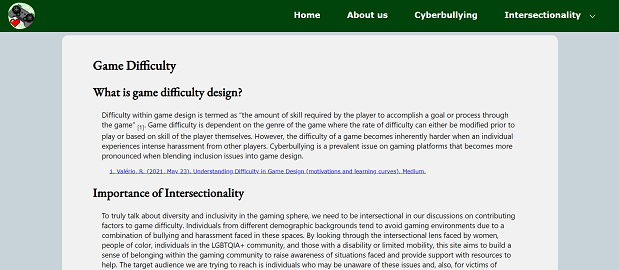 Home About us Cyberbullying Intersectionality
Game Difficulty
What is game difficulty design?
Difficulty within game design is termed as "the amount of skill required by the player to accomplish a goal or process through
the game" [1]. Game difficulty is dependent on the genre of the game where the rate of difficulty can either be modified prior to
play or based on skill of the player themselves. However, the difficulty of a game becomes inherently harder when an individual
experiences intense harassment from other players. Cyberbullying is a prevalent issue on gaming platforms that becomes more
pronounced when blending inclusion issues into game design.
1. Valério, R. (2021, May 23). Understanding Difficulty in Game Design (motivations and learning curves). Medium.
Importance of Intersectionality
To truly talk about diversity and inclusivity in the gaming sphere, we need to be intersectional in our discussions on contributing
factors to game difficulty. Individuals from different demographic backgrounds tend to avoid gaming environments due to a
combination of bullying and harassment faced in these spaces. By looking through the intersectional lens faced by women,
people of color, individuals in the LGBTQIA+ community, and those with a disability or limited mobility, this site aims to build a
sense of belonging within the gaming community to raise awareness of situations faced and provide support with resources to
help. The target audience we are trying to reach is individuals who may be unaware of these issues and, also, for victims of